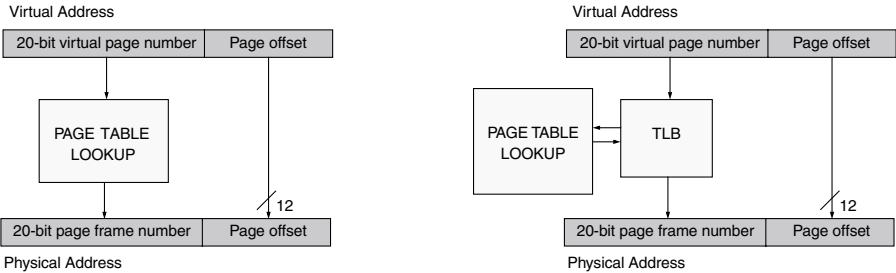 Virtual Address
20-bit virtual page number Page offset
PAGE TABLE
LOOKUP
12
20-bit page frame number Page offset
Physical Address
Virtual Address
20-bit virtual page number Page offset
PAGE TABLE
LOOKUP
TLB
12
20-bit page frame number Page offset
Physical Address